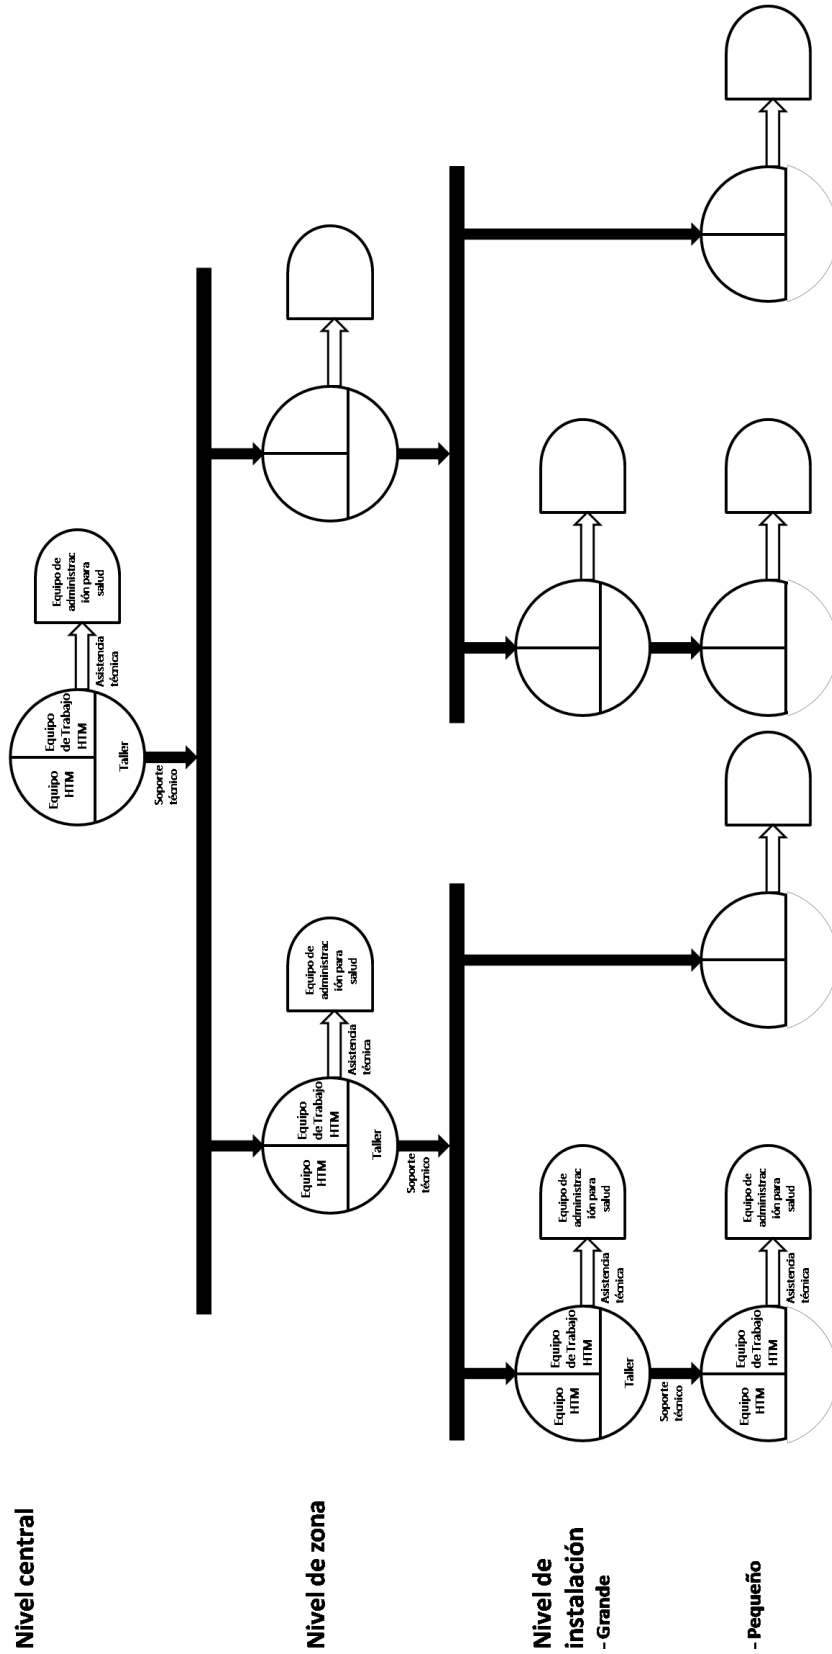 Nivel central
Equipo
HTM
Equipo
de Trabajo
HTM
Taller
Asistencia
técnica
Equipo de
administrac
ión para
salud
Soporte
técnico
Nivel de zona
Equipo
HTM
Equipo
de Trabajo
HTM
Taller
Asistencia
técnica
Equipo de
administrac
ión para
salud
Soporte
técnico
Nivel de
instalación
- Grande
Equipo
HTM
Equipo
de Trabajo
HTM
Taller
Asistencia
técnica
Equipo de
administrac
ión para
salud
Soporte
técnico
- Pequeño
Equipo
HTM
Equipo
de Trabajo
HTM
Asistencia
técnica
Equipo de
administrac
ión para
salud